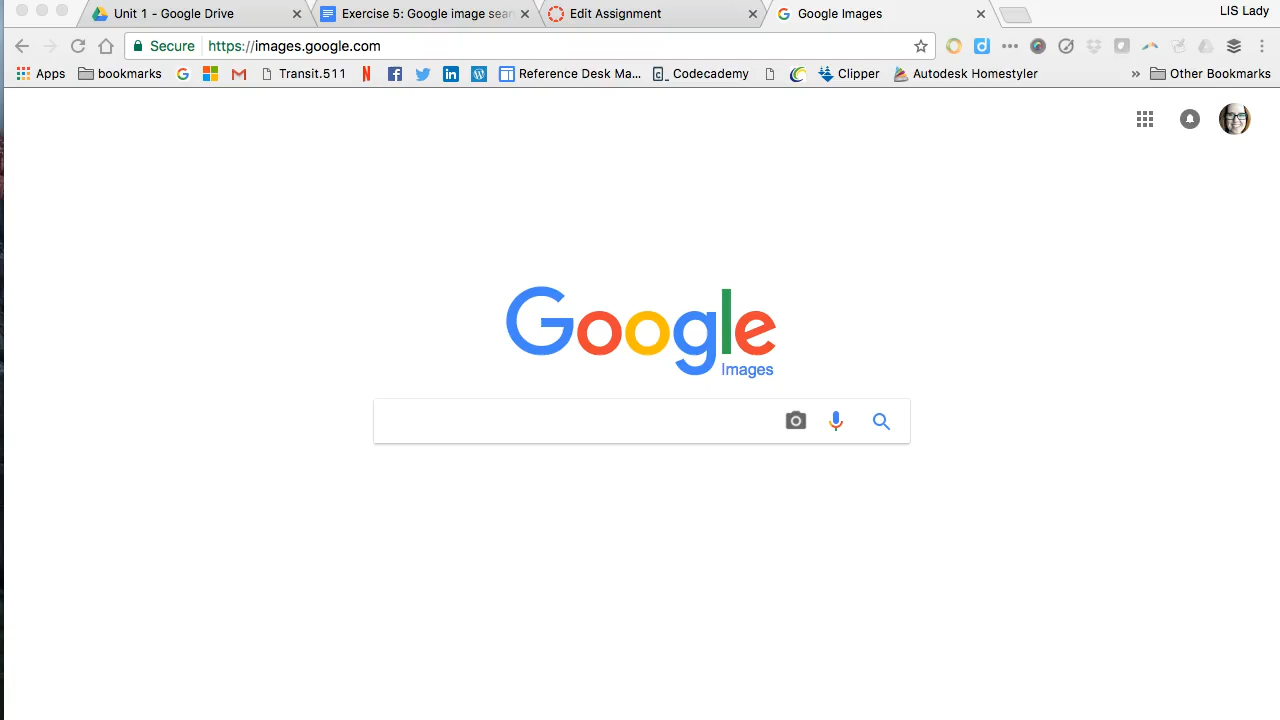 Unit 1 - Google Drive
Exercise 5: Google image sear
Edit Assignment
Google Images
LIS Lady
Secure
https://images.google.com
Apps
bookmarks
Transit.511
Reference Desk Ma...
Codecademy
Clipper
Autodesk Homestyler
»
Other Bookmarks
Google
Images